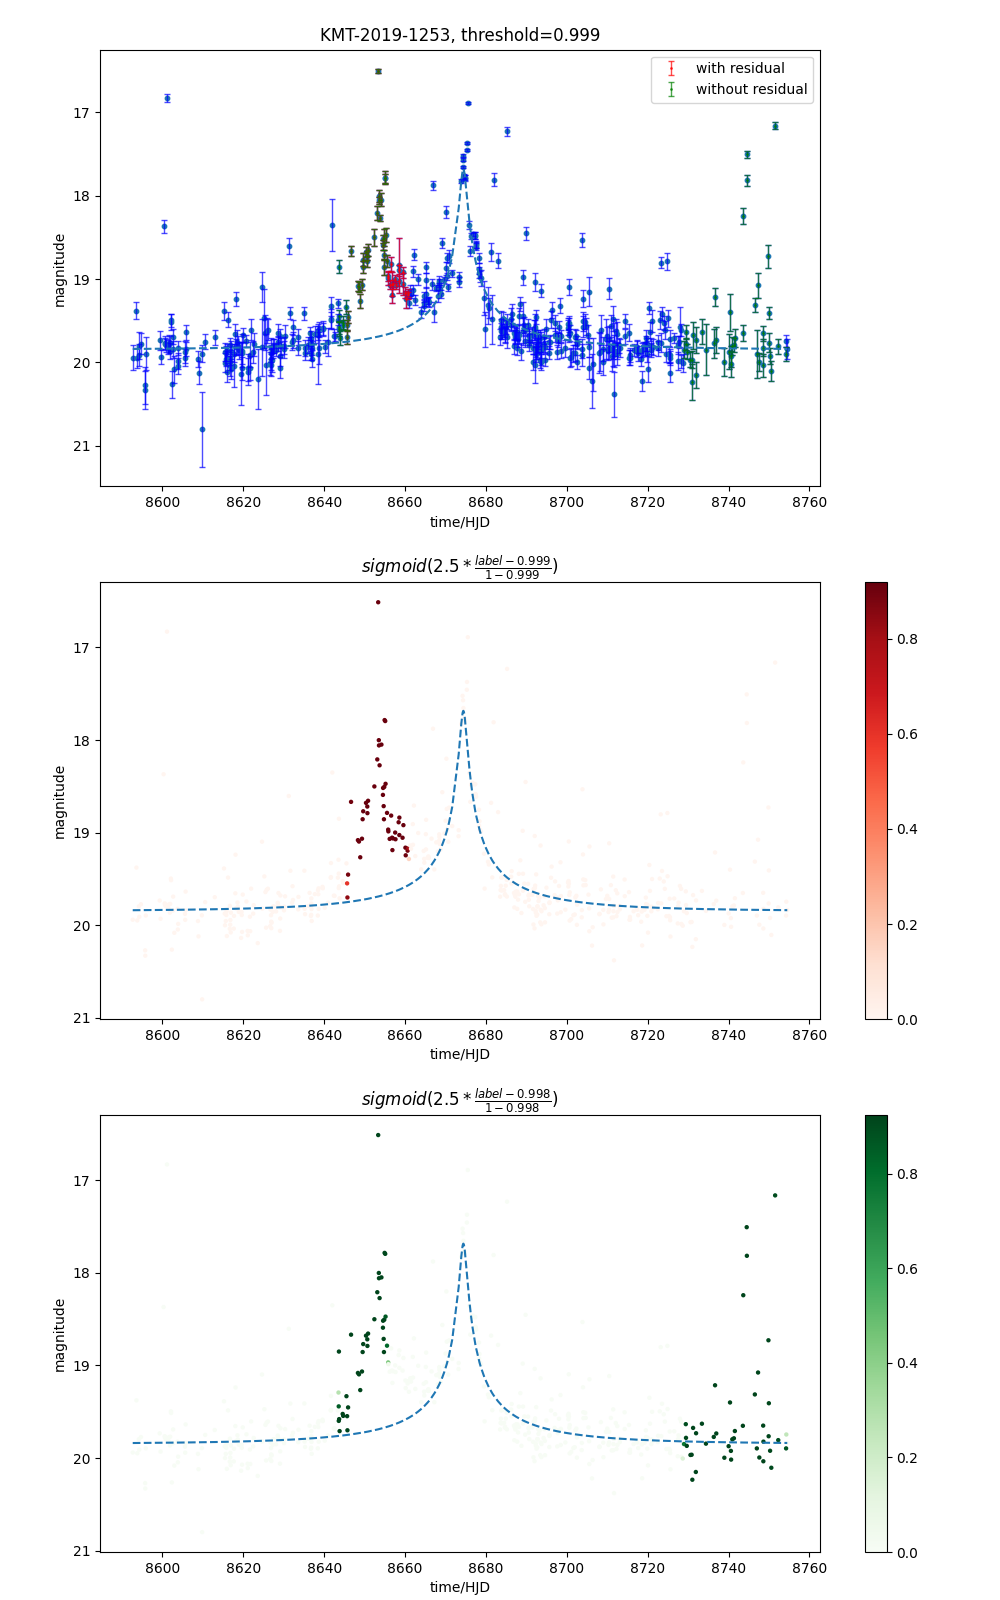 KMT-2019-1253, threshold=0.999
with residual
without residual
17
18
19
20
21
magnitude
8600 8620 8640 8660 8680 8700 8720 8740 8760
time/HJD
sigmoid(2.5 * \frac{label - 0.999}{1 - 0.999})
17
18
19
20
21
magnitude
8600 8620 8640 8660 8680 8700 8720 8740 8760
time/HJD
0.8
0.6
0.4
0.2
0.0
sigmoid(2.5 * \frac{label - 0.998}{1 - 0.998})
17
18
19
20
21
magnitude
8600 8620 8640 8660 8680 8700 8720 8740 8760
time/HJD
0.8
0.6
0.4
0.2
0.0